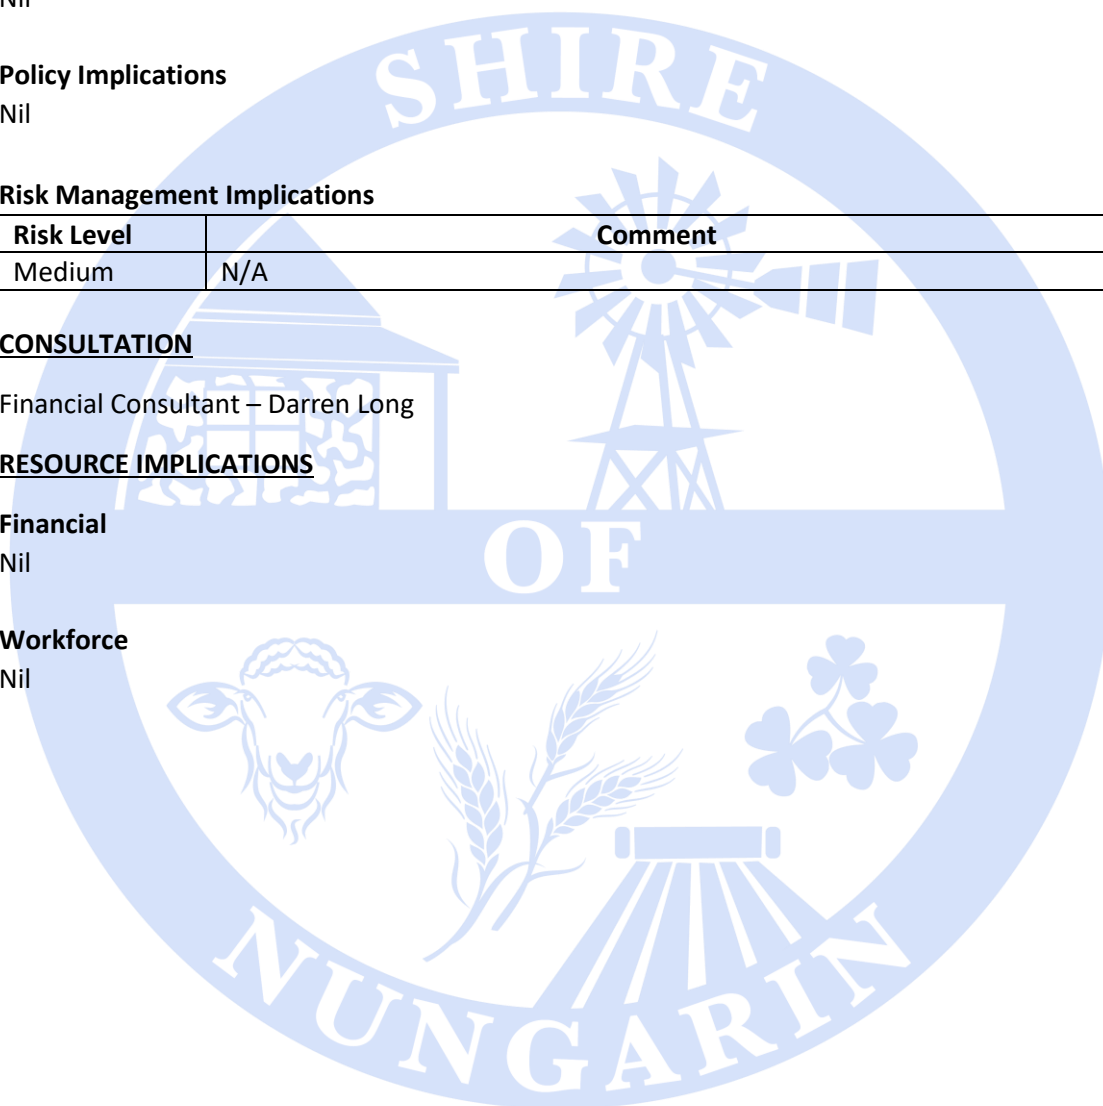 Nil
Policy Implications
Nil
Risk Management Implications
Risk Level Comment
Medium N/A
CONSULTATION
Financial Consultant – Darren Long
RESOURCE IMPLICATIONS
Financial
Nil
Workforce
Nil
SHIRE
OF
NUNGARIN